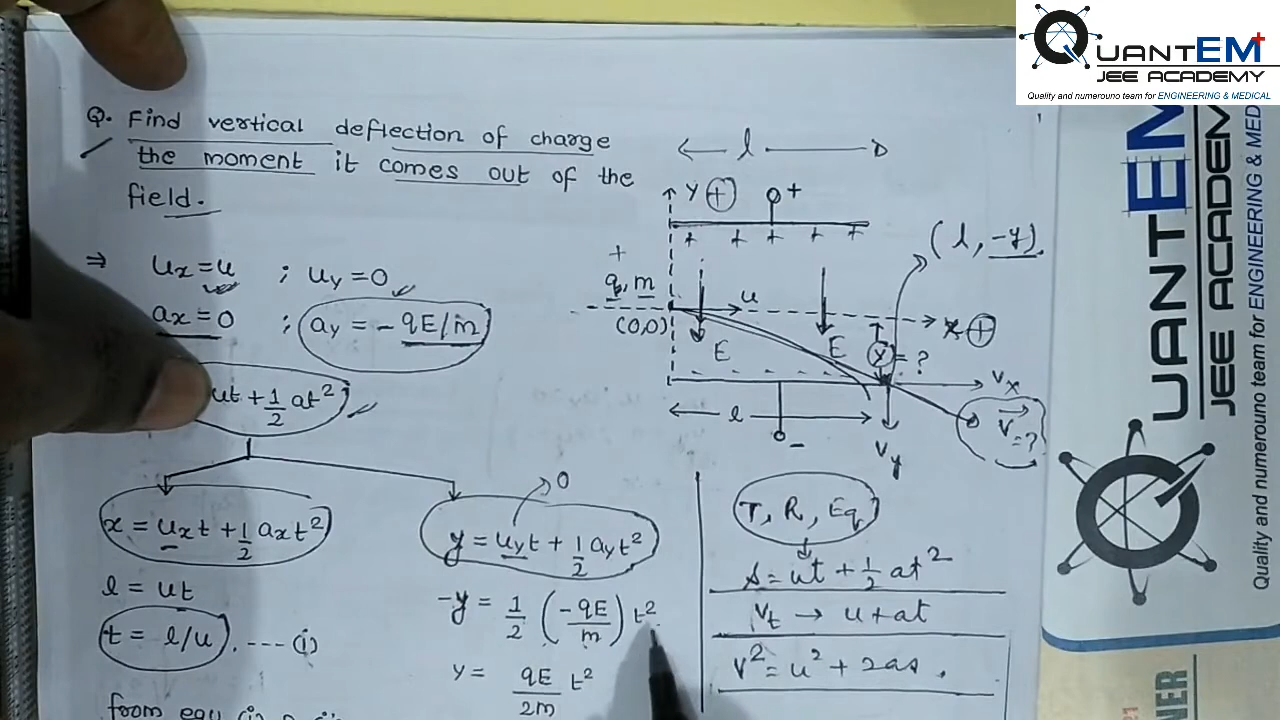 QUANTEM+
JEE ACADEMY
Quality and numerouno team for ENGINEERING & MEDICAL
Q. Find vertical deflection of charge
the moment it comes out of the
field.
⇒ ux = u ; uy = 0
ax = 0 ; ay = - qE/m
ut + 1/2 at²
x = uxt + 1/2 axt²
l = ut
t = l/u . ---- (i)
0
y = uyt + 1/2 ayt²
-y = 1/2 (-qE/m) t²
y = qE/2m t²
l
y +
+
+ + + + +
(l, -y).
+
q, m
u
(0,0)
x +
E
E
y = ?
vx
l
-
vy
v = ?
T, R, Eq
s = ut + 1/2 at²
vt → u + at
v² = u² + 2as.
QUANTEM
JEE ACADEMY
Quality and numerouno team for ENGINEERING & MED